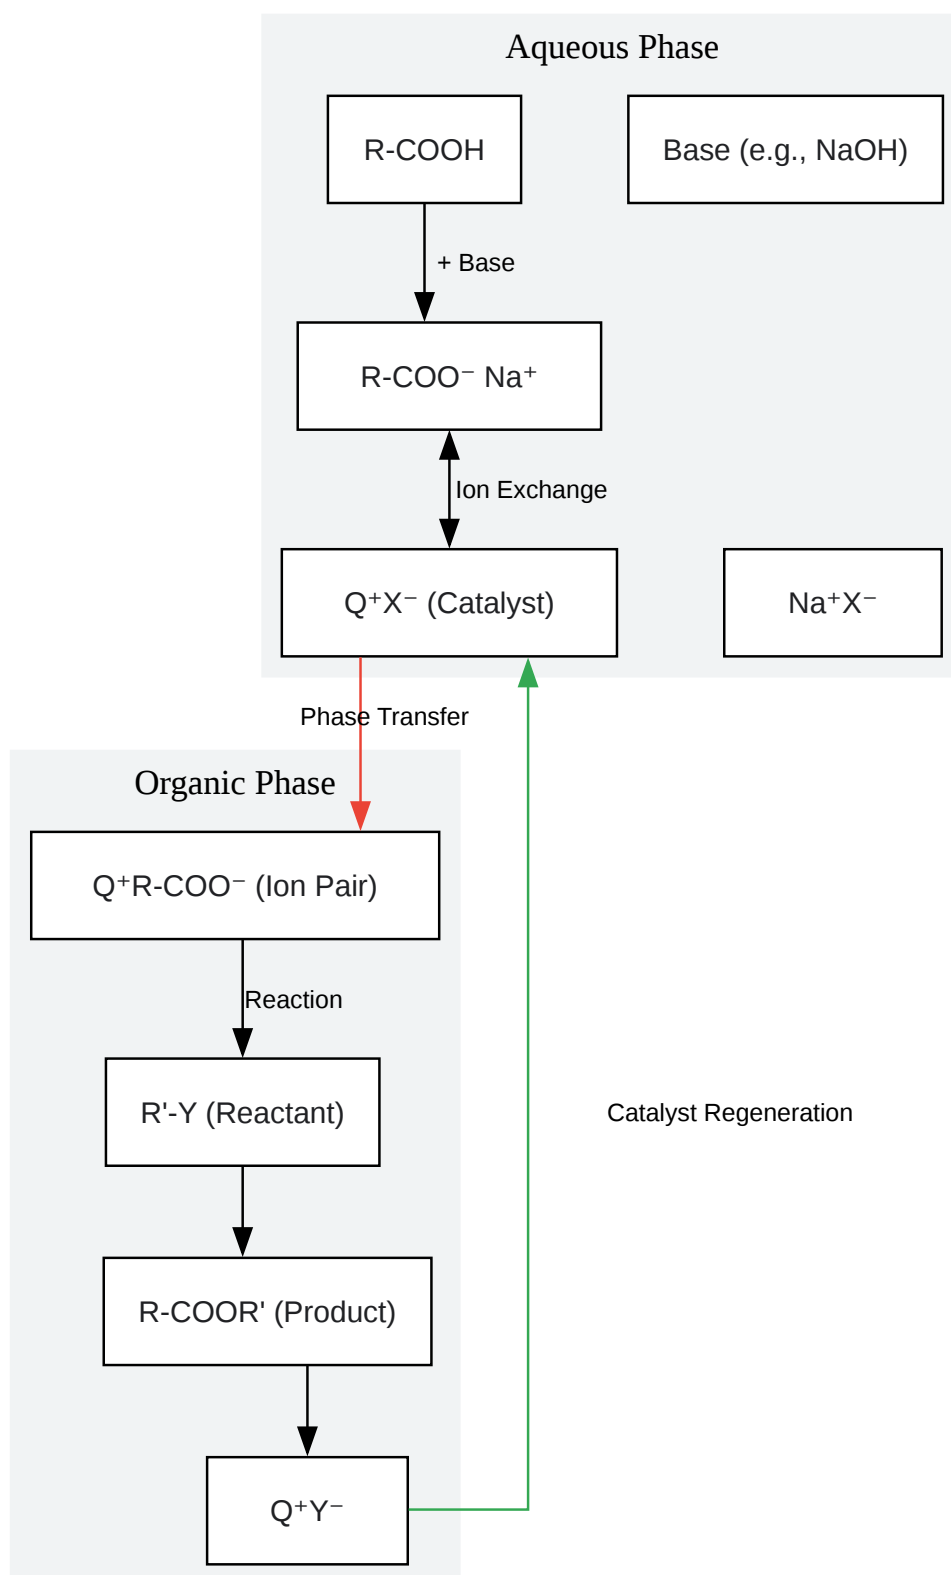 Aqueous Phase
R-COOH
Base (e.g., NaOH)
+ Base
R-COO⁻ Na⁺
Ion Exchange
Q⁺X⁻ (Catalyst)
Na⁺X⁻
Phase Transfer
Organic Phase
Q⁺R-COO⁻ (Ion Pair)
Reaction
R'-Y (Reactant)
Catalyst Regeneration
R-COOR' (Product)
Q⁺Y⁻